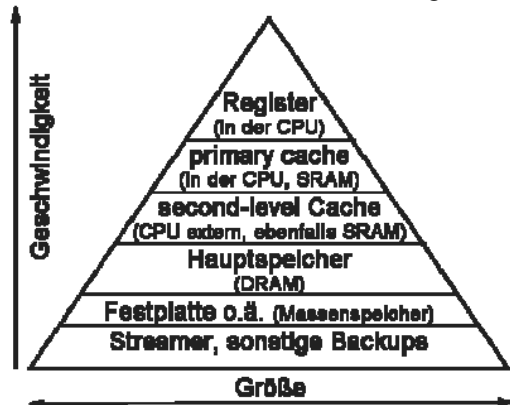 Geschwindigkeit
Register
(in der CPU)
primary cache
(in der CPU, SRAM)
second-level Cache
(CPU extern, ebenfalls SRAM)
Hauptspeicher
(DRAM)
Festplatte o.ä. (Massenspeicher)
Streamer, sonstige Backups
Größe